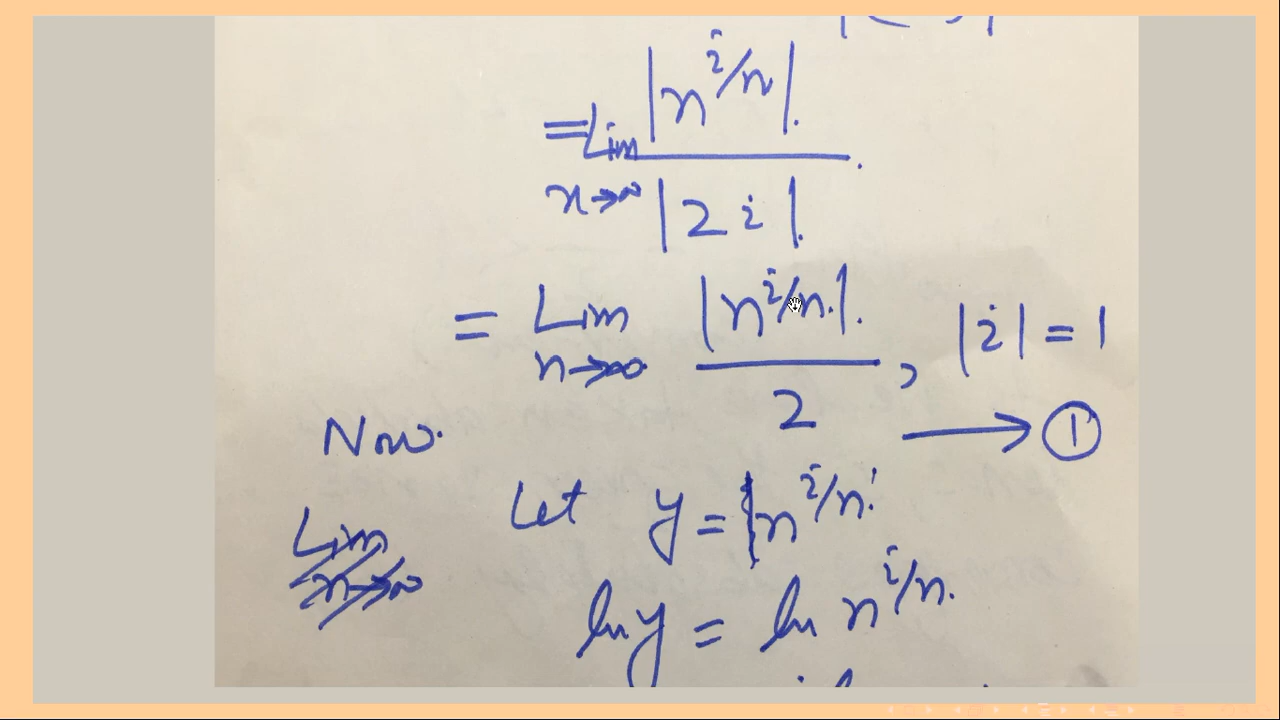 = Lim n→∞ |n^{i/n}| / |2i|
= Lim n→∞ |n^{i/n}| / 2 , |i| = 1
→ ①
Now
Let y = |n^{i/n}|
Lim n→∞
ln y = ln n^{i/n}